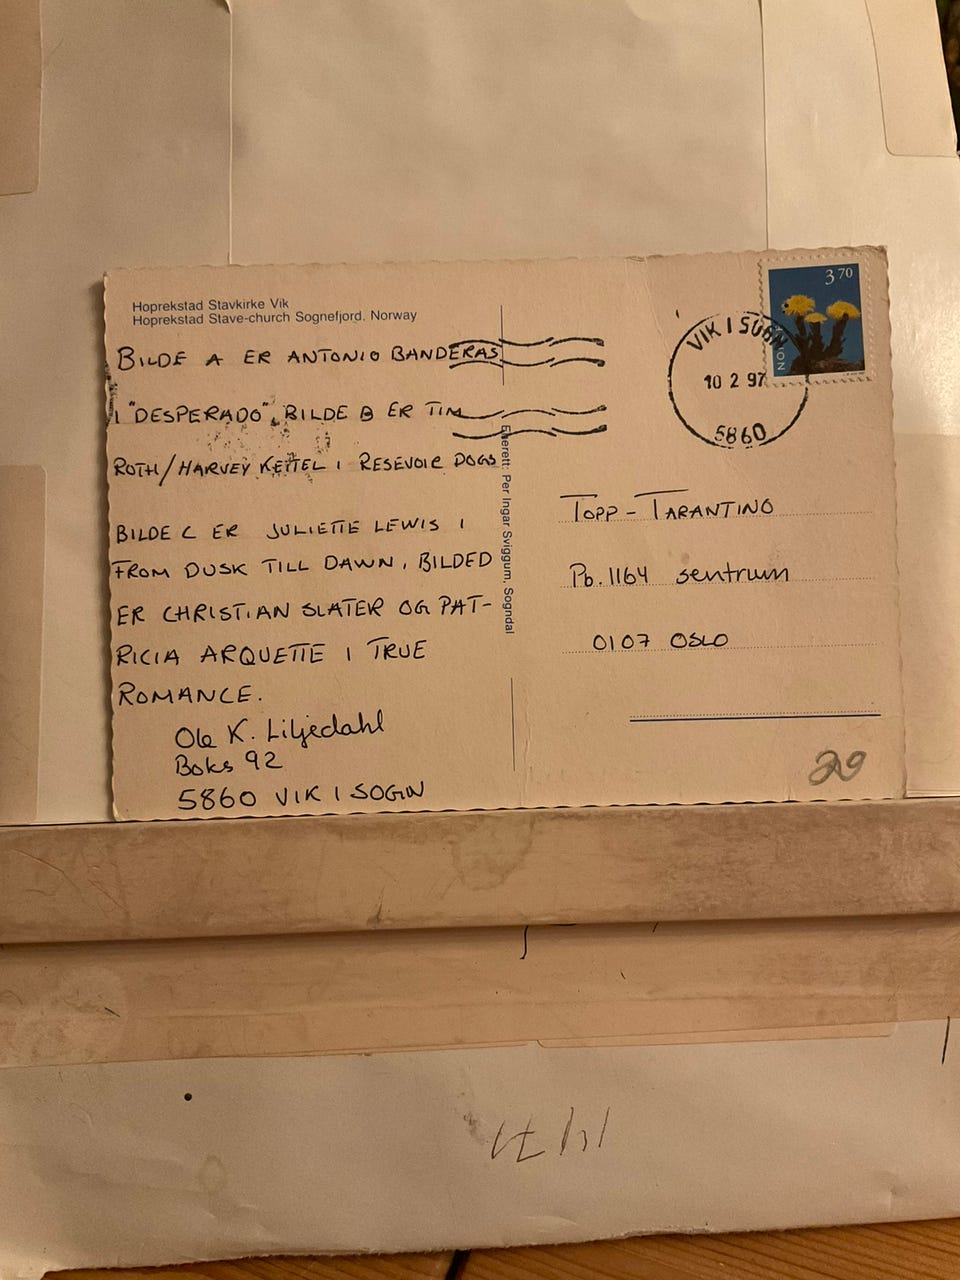 Hoprekstad Stavkirke Vik
Hoprekstad Stave-church Sognefjord. Norway
BILDE A ER ANTONIO BANDERAS
I "DESPERADO", BILDE B ER TIM
ROTH/HARVEY KEITEL I RESEVOIR DOGS
BILDE C ER JULIETTE LEWIS I
FROM DUSK TILL DAWN, BILDED
ER CHRISTIAN SLATER OG PAT-
RICIA ARQUETTE I TRUE
ROMANCE.
Ole K. Liljedahl
Boks 92
5860 VIK I SOGN
Enerett: Per Ingar Sviggum, Sogndal
3 70
VIK I SOGN
10 2 97
5860
TOPP-TARANTINO
Pb. 1164 sentrum
0107 OSLO
29